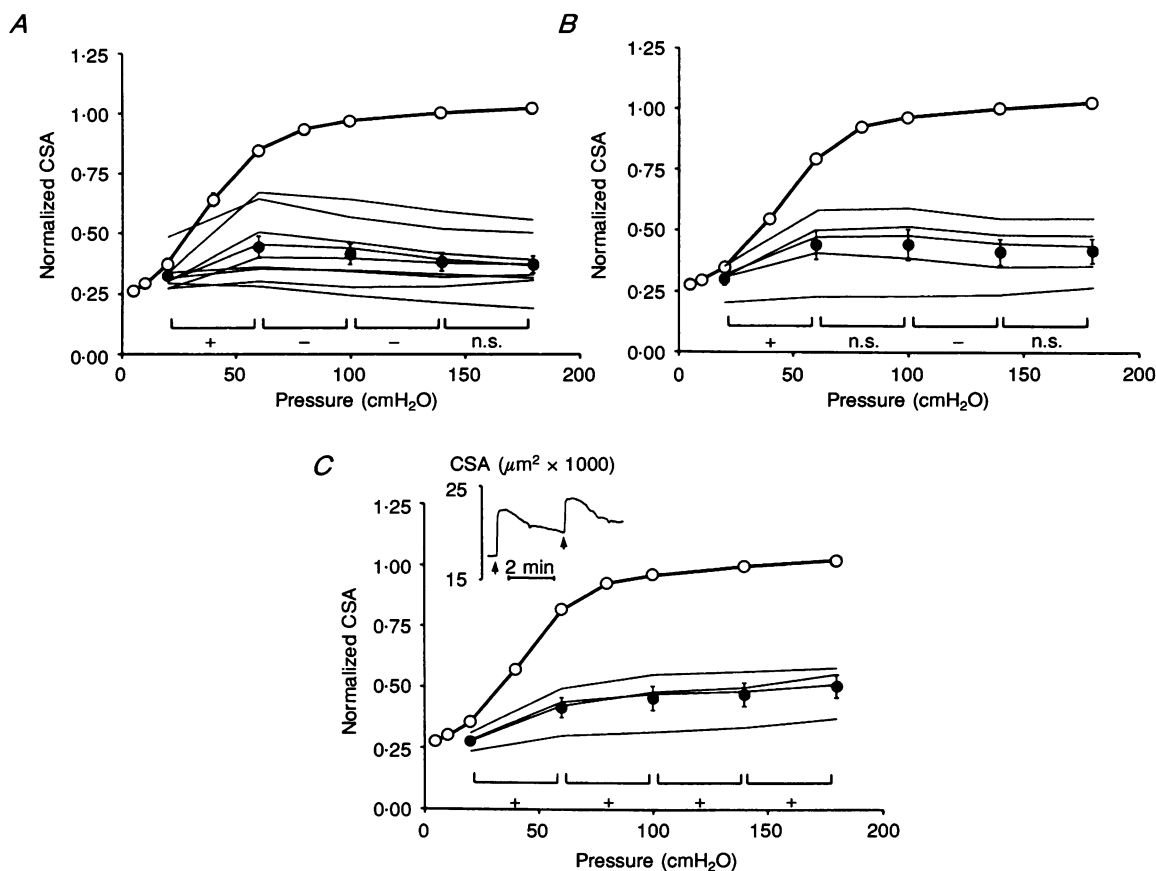 A
Normalized CSA
1·25
1·00
0·75
0·50
0·25
0·00
+ − − n.s.
0 50 100 150 200
Pressure (cmH₂O)
B
Normalized CSA
1·25
1·00
0·75
0·50
0·25
0·00
+ n.s. − n.s.
0 50 100 150 200
Pressure (cmH₂O)
C
CSA (μm² × 1000)
25
15
2 min
Normalized CSA
1·25
1·00
0·75
0·50
0·25
0·00
+ + + +
0 50 100 150 200
Pressure (cmH₂O)